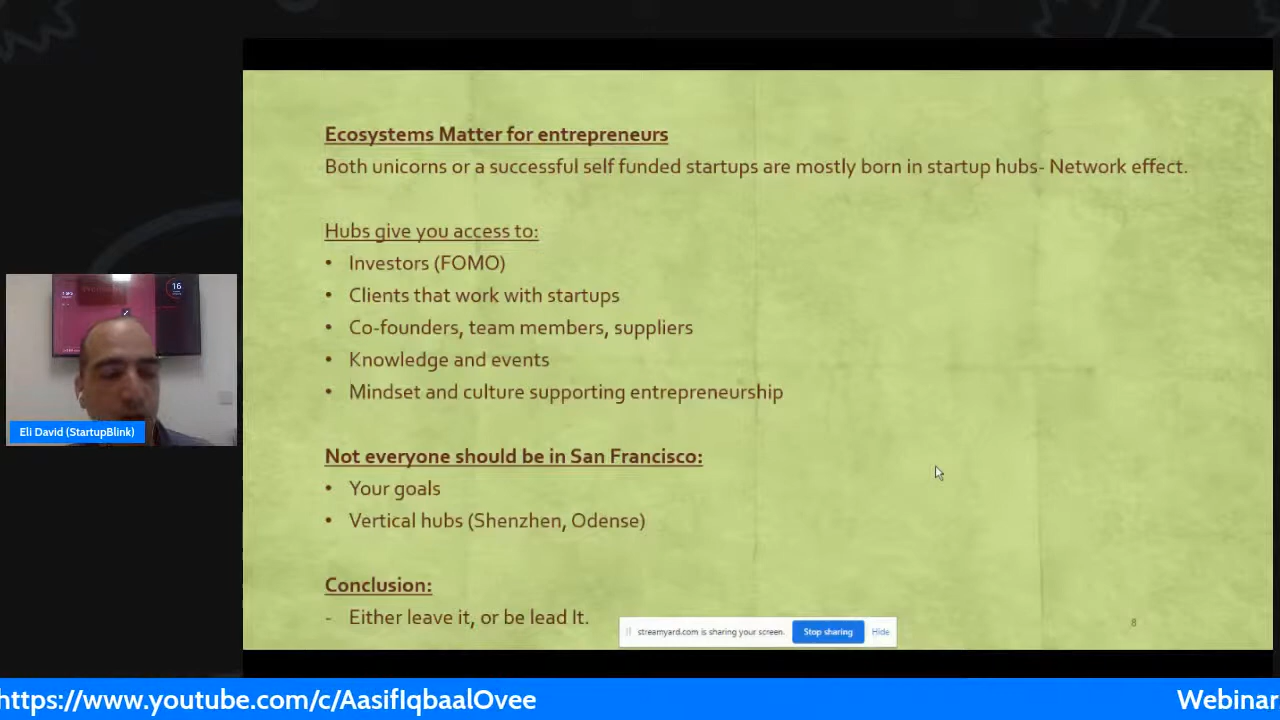 Ecosystems Matter for entrepreneurs
Both unicorns or a successful self funded startups are mostly born in startup hubs- Network effect.
Hubs give you access to:
• Investors (FOMO)
• Clients that work with startups
• Co-founders, team members, suppliers
• Knowledge and events
• Mindset and culture supporting entrepreneurship
Not everyone should be in San Francisco:
• Your goals
• Vertical hubs (Shenzhen, Odense)
Conclusion:
- Either leave it, or be lead It.
8
streamyard.com is sharing your screen. Stop sharing Hide
16
Eli David (StartupBlink)
https://www.youtube.com/c/AasifIqbaalOvee Webinar